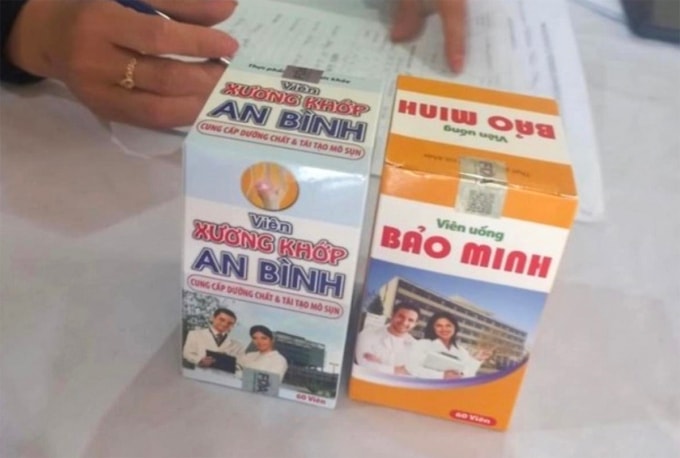 Thực phẩm
Viên
XƯƠNG KHỚP
AN BÌNH
CUNG CẤP DƯỠNG CHẤT & TÁI TẠO MÔ SỤN
Viên
XƯƠNG KHỚP
AN BÌNH
CUNG CẤP DƯỠNG CHẤT & TÁI TẠO MÔ SỤN
60 Viên
Viên uống
BẢO MINH
Viên uống
BẢO MINH
60 Viên